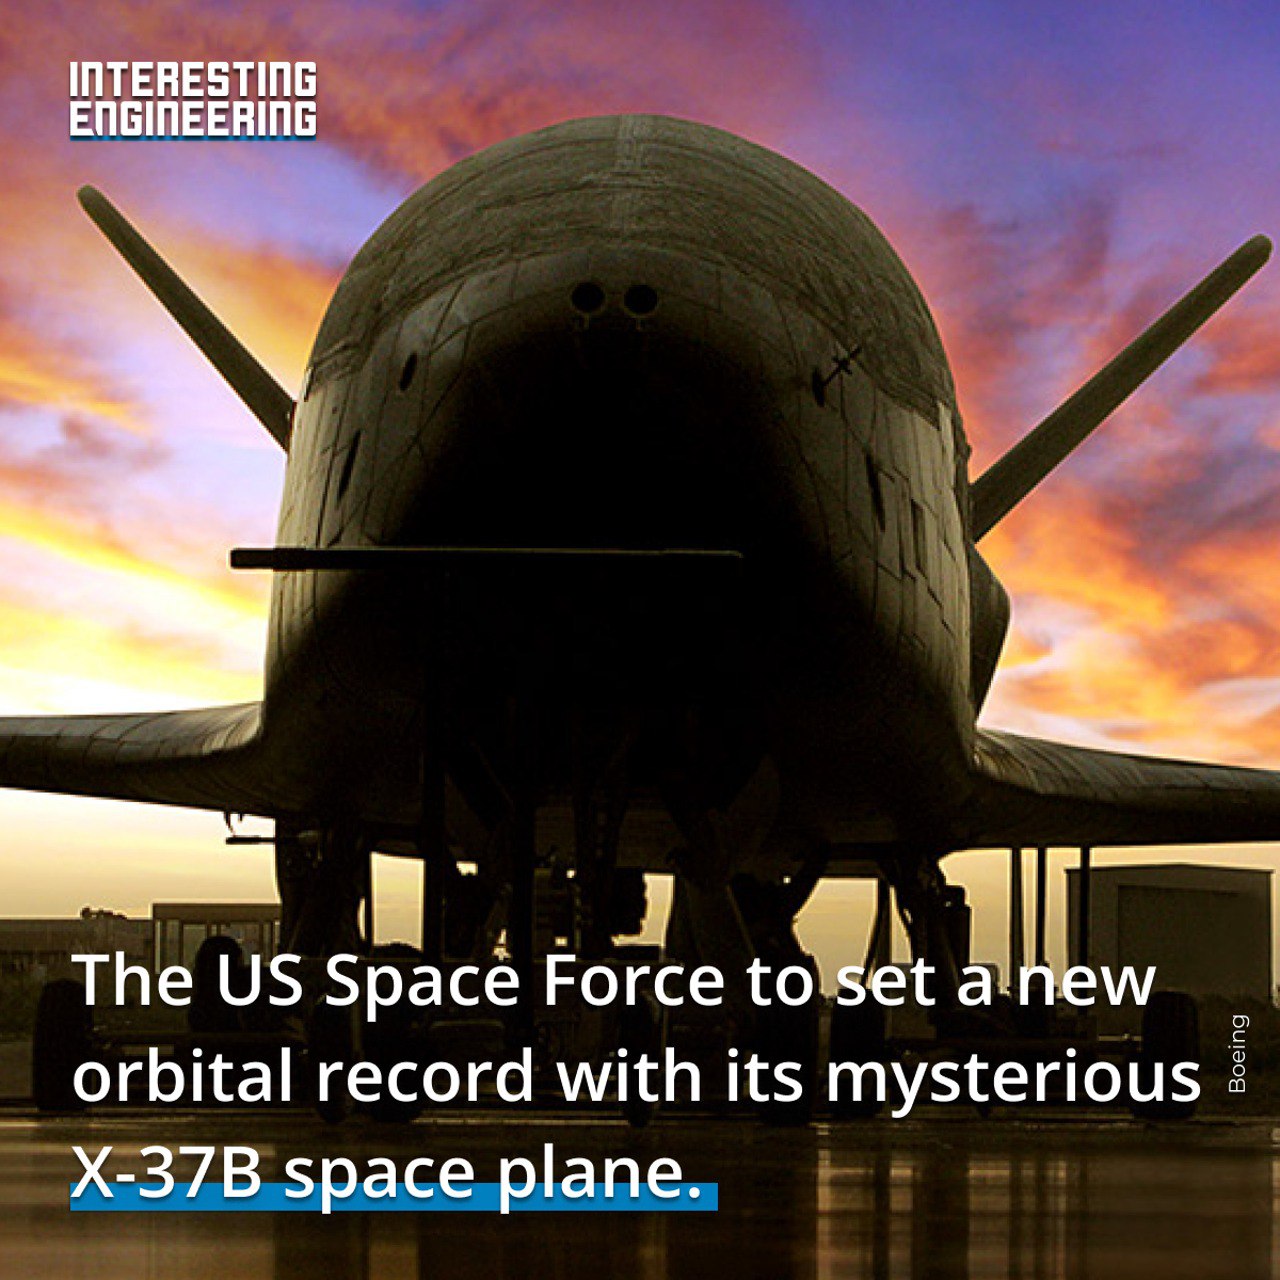 INTERESTING
ENGINEERING
The US Space Force to set a new
orbital record with its mysterious
X-37B space plane.
Boeing